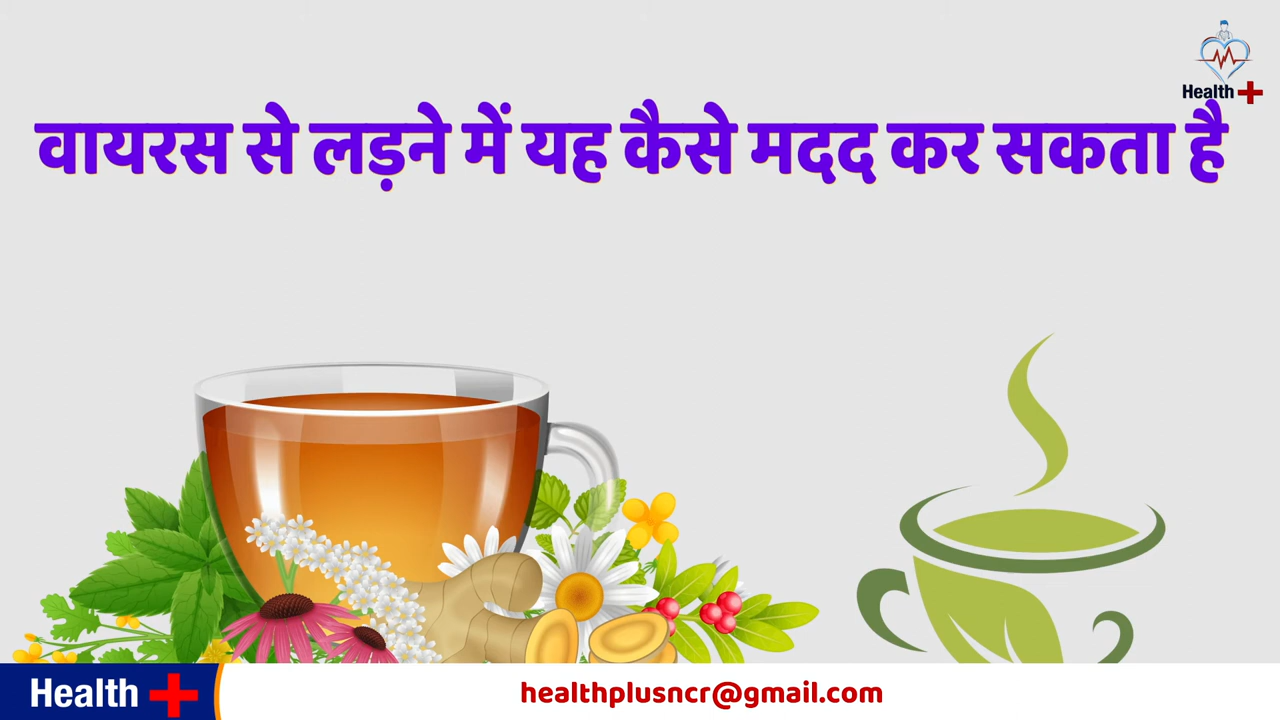 Health
वायरस से लड़ने में यह कैसे मदद कर सकता है
Health
healthplusncr@gmail.com